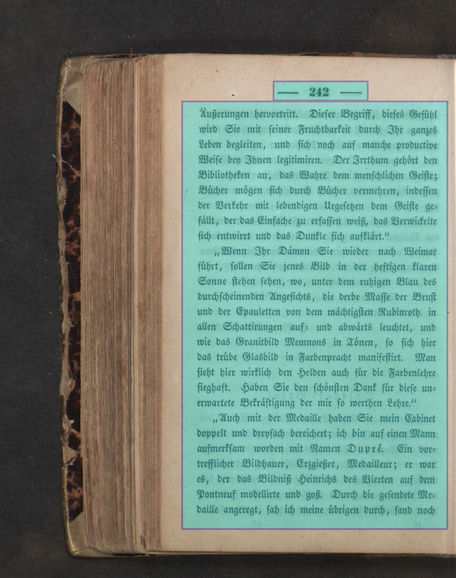 — 242 —
Äußerungen hervortritt. Dieser Begriff, dieses Gefühl
wird Sie mit seiner Fruchtbarkeit durch Ihr ganzes
Leben begleiten, und sich noch auf manche productive
Weise bey Ihnen legitimiren. Der Irrthum gehört den
Bibliotheken an, das Wahre dem menschlichen Geiste;
Bücher mögen sich durch Bücher vermehren, indessen
der Verkehr mit lebendigen Urgesetzen dem Geiste ge-
fällt, der das Einfache zu erfassen weiß, das Verwickelte
sich entwirrt und das Dunkle sich aufklärt.“
„Wenn Ihr Dämon Sie wieder nach Weimar
führt, sollen Sie jenes Bild in der heftigen klaren
Sonne stehen sehen, wo, unter dem ruhigen Blau des
durchscheinenden Angesichts, die derbe Masse der Brust
und der Epauletten von dem mächtigsten Rubinroth in
allen Schattirungen auf- und abwärts leuchtet, und
wie das Granitbild Memnons in Tönen, so sich hier
das trübe Glasbild in Farbenpracht manifestirt. Man
sieht hier wirklich den Helden auch für die Farbenlehre
sieghaft. Haben Sie den schönsten Dank für diese un-
erwartete Bekräftigung der mir so werthen Lehre.“
„Auch mit der Medaille haben Sie mein Cabinet
doppelt und dreyfach bereichert; ich bin auf einen Mann
aufmerksam worden mit Namen Dupré. Ein vor-
trefflicher Bildhauer, Erzgießer, Medailleur; er war
es, der das Bildniß Heinrichs des Vierten auf dem
Pontneuf modellirte und goß. Durch die gesendete Me-
daille angeregt, sah ich meine übrigen durch, fand noch